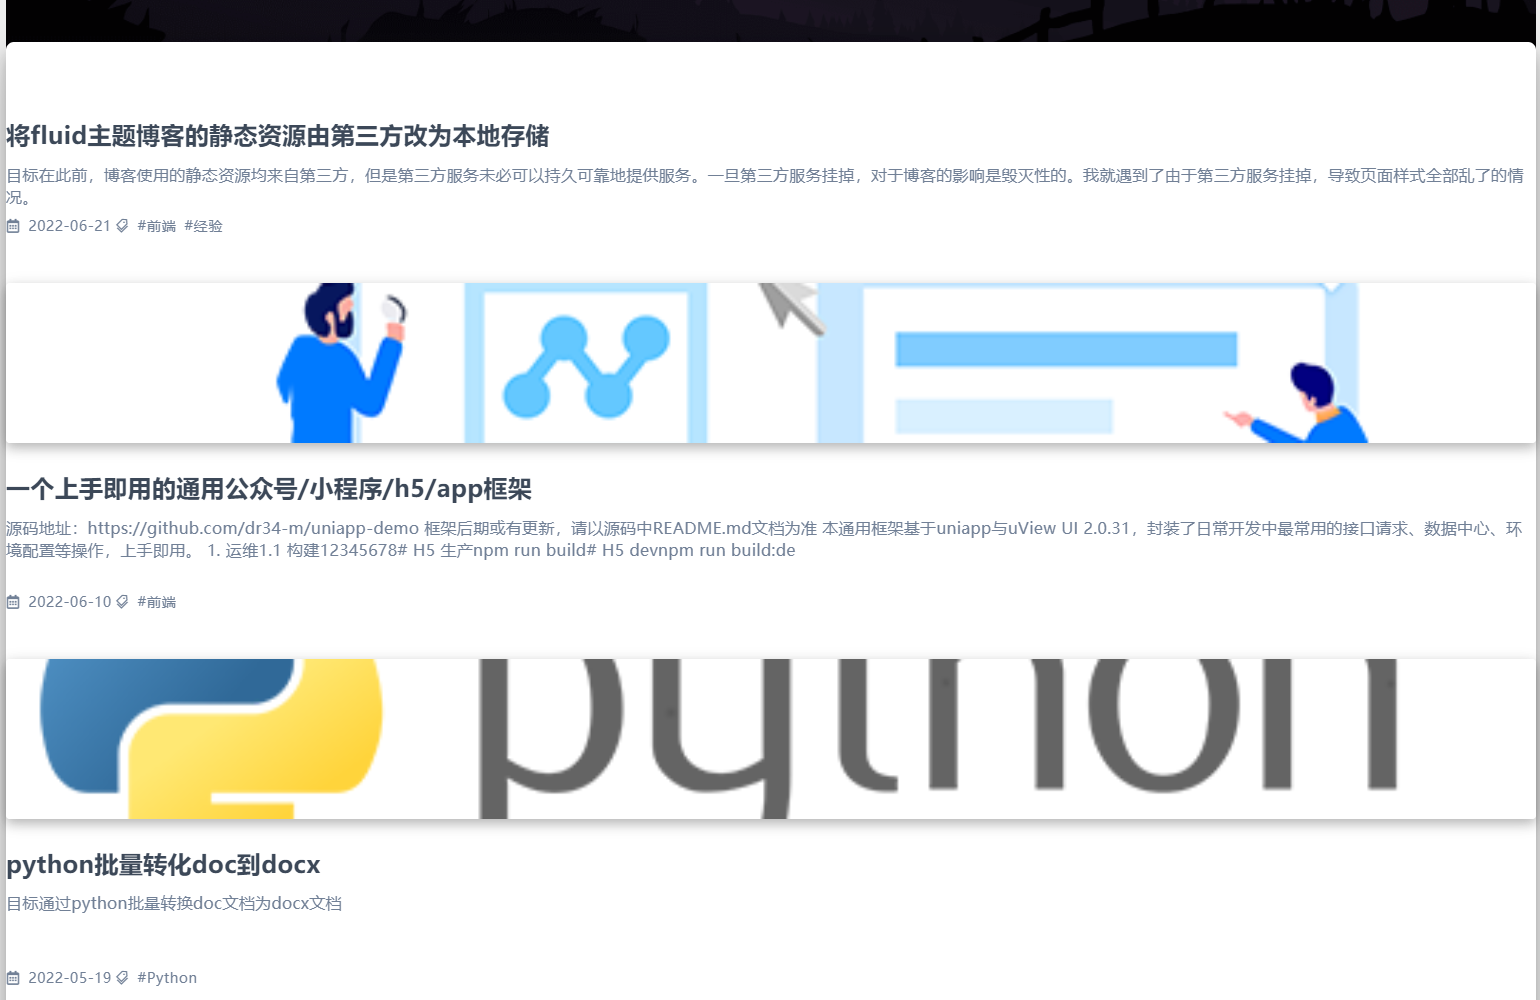 将fluid主题博客的静态资源由第三方改为本地存储
目标在此前，博客使用的静态资源均来自第三方，但是第三方服务未必可以持久可靠地提供服务。一旦第三方服务挂掉，对于博客的影响是毁灭性的。我就遇到了由于第三方服务挂掉，导致页面样式全部乱了的情
况。
2022-06-21 #前端 #经验
一个上手即用的通用公众号/小程序/h5/app框架
源码地址：https://github.com/dr34-m/uniapp-demo 框架后期或有更新，请以源码中README.md文档为准 本通用框架基于uniapp与uView UI 2.0.31，封装了日常开发中最常用的接口请求、数据中心、环
境配置等操作，上手即用。 1. 运维1.1 构建12345678# H5 生产npm run build# H5 devnpm run build:de
2022-06-10 #前端
python
python批量转化doc到docx
目标通过python批量转换doc文档为docx文档
2022-05-19 #Python